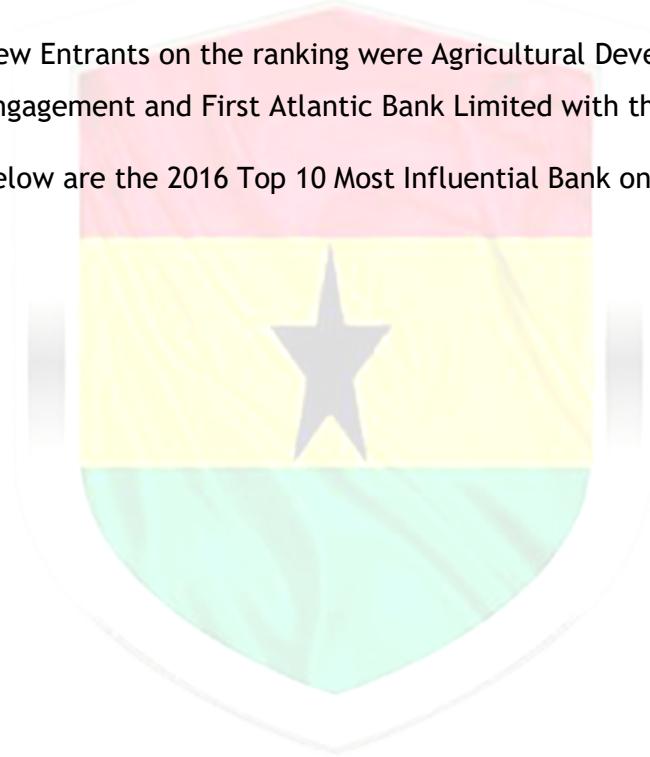 ew Entrants on the ranking were Agricultural Deve
ngagement and First Atlantic Bank Limited with th
elow are the 2016 Top 10 Most Influential Bank on